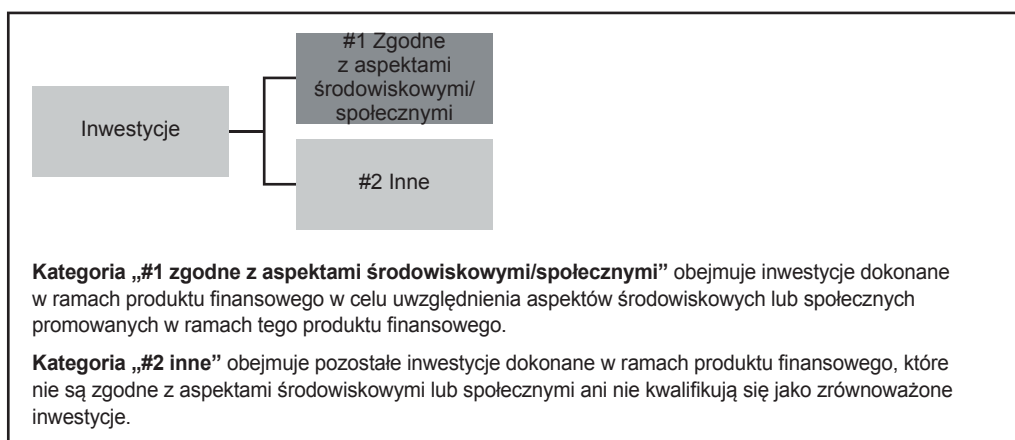 #1 Zgodne
z aspektami
środowiskowymi/
społecznymi
Inwestycje
#2 Inne
Kategoria „#1 zgodne z aspektami środowiskowymi/społecznymi” obejmuje inwestycje dokonane
w ramach produktu finansowego w celu uwzględnienia aspektów środowiskowych lub społecznych
promowanych w ramach tego produktu finansowego.
Kategoria „#2 inne” obejmuje pozostałe inwestycje dokonane w ramach produktu finansowego, które
nie są zgodne z aspektami środowiskowymi lub społecznymi ani nie kwalifikują się jako zrównoważone
inwestycje.